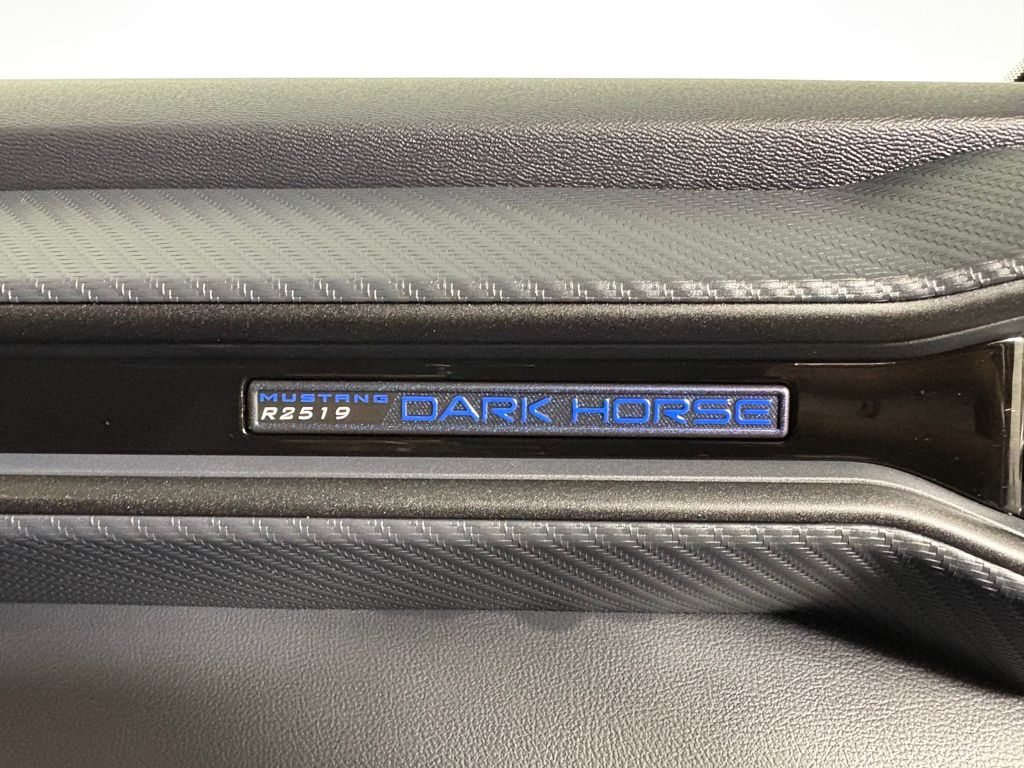 MUSTANG
R2519
DARK HORSE